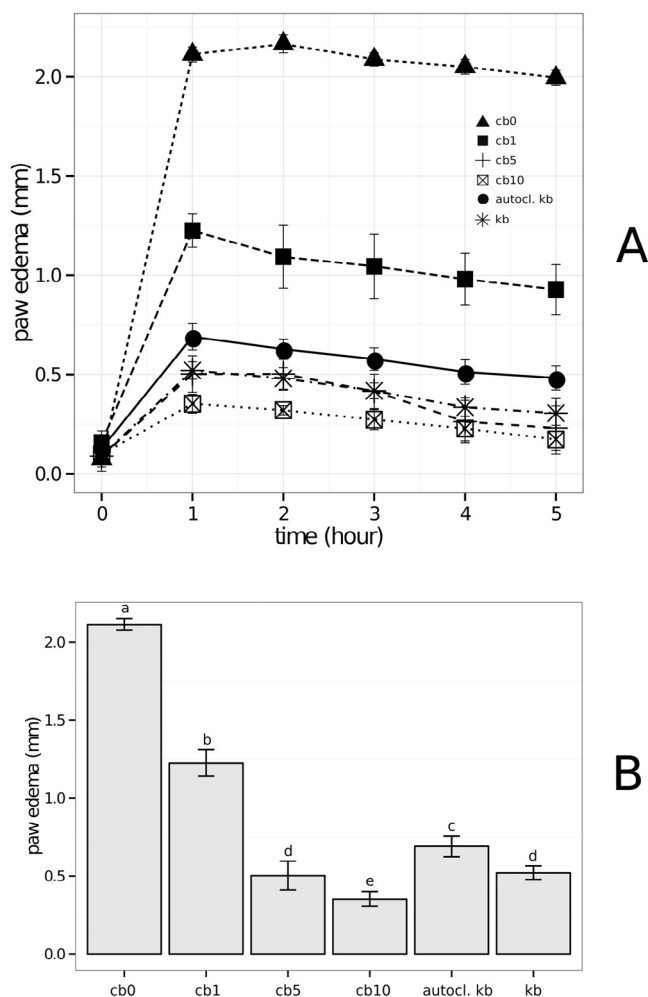 2.0
1.5
1.0
0.5
0.0
paw edema (mm)
cb0
cb1
cb5
cb10
autocl. kb
kb
A
0 1 2 3 4 5
time (hour)
2.0
1.5
1.0
0.5
0.0
paw edema (mm)
a
b
d
e
c
d
B
cb0 cb1 cb5 cb10 autocl. kb kb